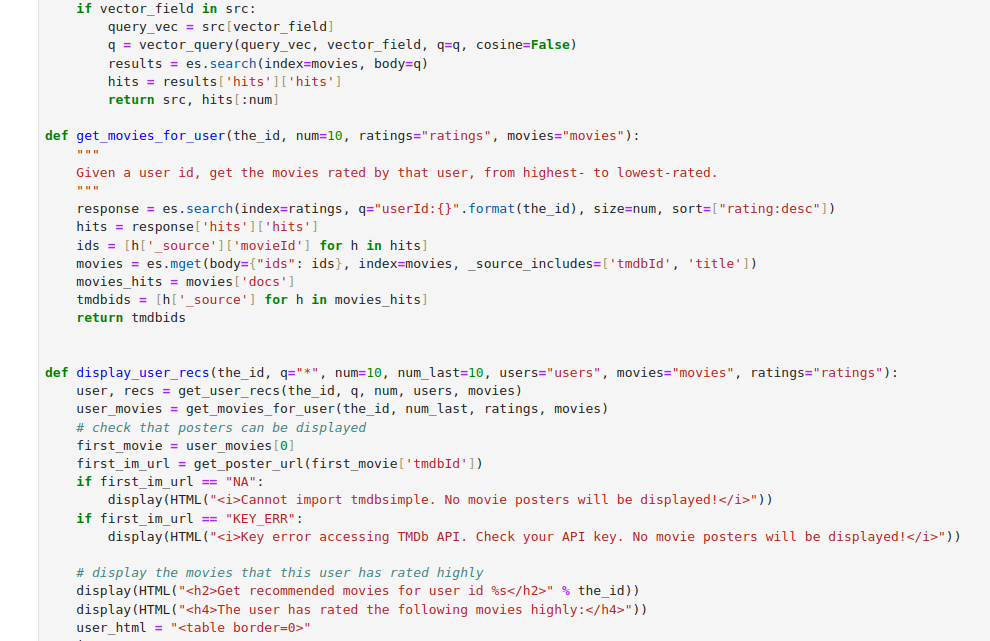 if vector_field in src:
        query_vec = src[vector_field]
        q = vector_query(query_vec, vector_field, q=q, cosine=False)
        results = es.search(index=movies, body=q)
        hits = results['hits']['hits']
        return src, hits[:num]

def get_movies_for_user(the_id, num=10, ratings="ratings", movies="movies"):
    """
    Given a user id, get the movies rated by that user, from highest- to lowest-rated.
    """
    response = es.search(index=ratings, q="userId:{}".format(the_id), size=num, sort=["rating:desc"])
    hits = response['hits']['hits']
    ids = [h['_source']['movieId'] for h in hits]
    movies = es.mget(body={"ids": ids}, index=movies, _source_includes=['tmdbId', 'title'])
    movies_hits = movies['docs']
    tmdbids = [h['_source'] for h in movies_hits]
    return tmdbids


def display_user_recs(the_id, q="*", num=10, num_last=10, users="users", movies="movies", ratings="ratings"):
    user, recs = get_user_recs(the_id, q, num, users, movies)
    user_movies = get_movies_for_user(the_id, num_last, ratings, movies)
    # check that posters can be displayed
    first_movie = user_movies[0]
    first_im_url = get_poster_url(first_movie['tmdbId'])
    if first_im_url == "NA":
        display(HTML("<i>Cannot import tmdbsimple. No movie posters will be displayed!</i>"))
    if first_im_url == "KEY_ERR":
        display(HTML("<i>Key error accessing TMDb API. Check your API key. No movie posters will be displayed!</i>"))

    # display the movies that this user has rated highly
    display(HTML("<h2>Get recommended movies for user id %s</h2>" % the_id))
    display(HTML("<h4>The user has rated the following movies highly:</h4>"))
    user_html = "<table border=0>"